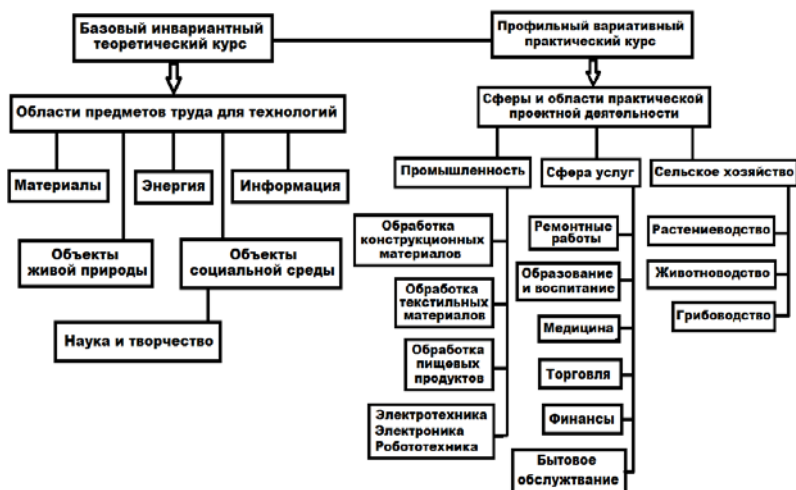 Базовый инвариантный
теоретический курс
Профильный вариативный
практический курс
Области предметов труда для технологий
Сферы и области практической
проектной деятельности
Материалы
Энергия
Информация
Объекты
живой природы
Объекты
социальной среды
Наука и творчество
Промышленность
Сфера услуг
Сельское хозяйство
Обработка
конструкционных
материалов
Обработка
текстильных
материалов
Обработка
пищевых
продуктов
Электротехника
Электроника
Робототехника
Ремонтные
работы
Образование
и воспитание
Медицина
Торговля
Финансы
Бытовое
обслужтвание
Растениеводство
Животноводство
Грибоводство